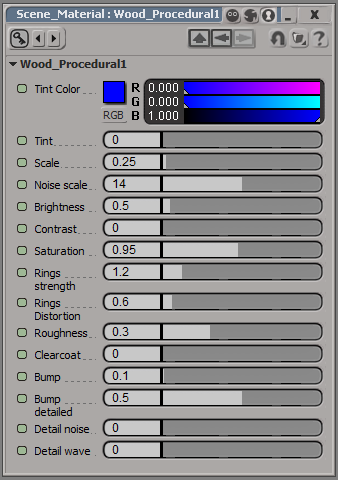 Scene_Material : Wood_Procedural1
Wood_Procedural1
Tint Color
R 0.000
G 0.000
B 1.000
RGB
Tint 0
Scale 0.25
Noise scale 14
Brightness 0.5
Contrast 0
Saturation 0.95
Rings 1.2
strength
Rings 0.6
Distortion
Roughness 0.3
Clearcoat 0
Bump 0.1
Bump 0.5
detailed
Detail noise 0
Detail wave 0